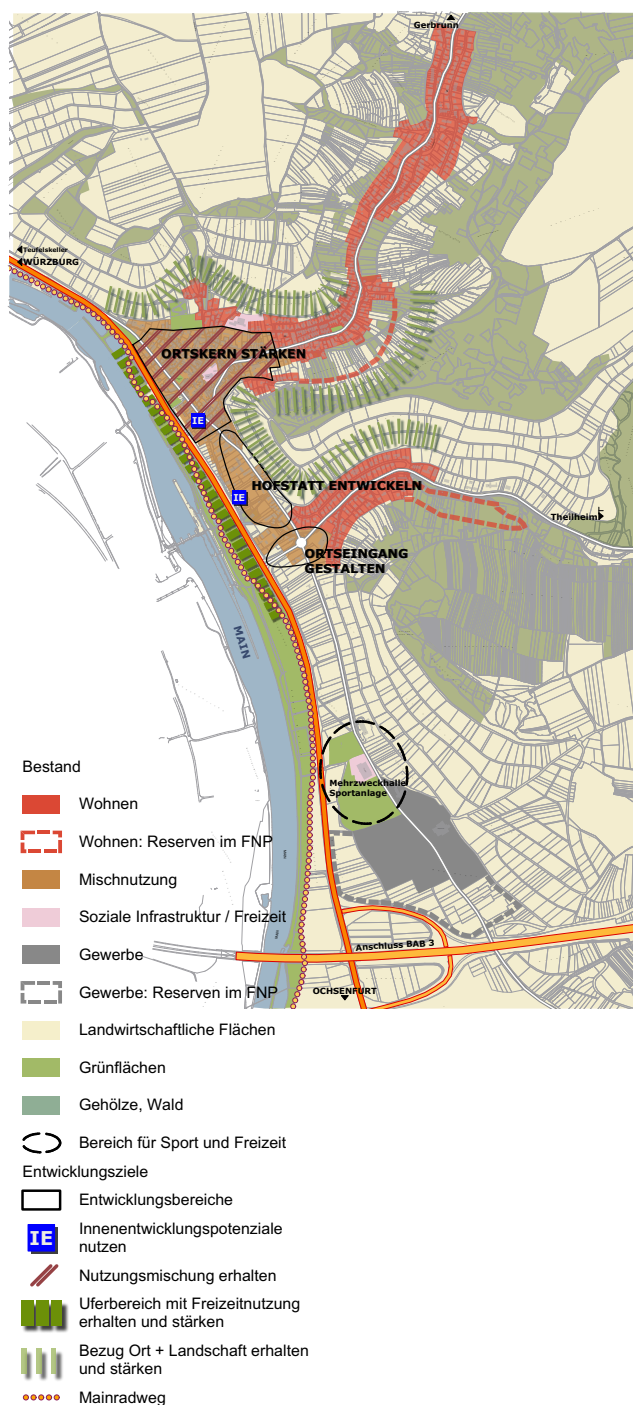 Gerbrunn
Teufelskeller
WÜRZBURG
ORTSKERN STÄRKEN
IE
HOFSTATT ENTWICKELN
IE
Theilheim
ORTSEINGANG
GESTALTEN
MAIN
Mehrzweckhalle
Sportanlage
Anschluss BAB 3
OCHSENFURT
Bestand
Wohnen
Wohnen: Reserven im FNP
Mischnutzung
Soziale Infrastruktur / Freizeit
Gewerbe
Gewerbe: Reserven im FNP
Landwirtschaftliche Flächen
Grünflächen
Gehölze, Wald
Bereich für Sport und Freizeit
Entwicklungsziele
Entwicklungsbereiche
IE
Innenentwicklungspotenziale
nutzen
Nutzungsmischung erhalten
Uferbereich mit Freizeitnutzung
erhalten und stärken
Bezug Ort + Landschaft erhalten
und stärken
Mainradweg